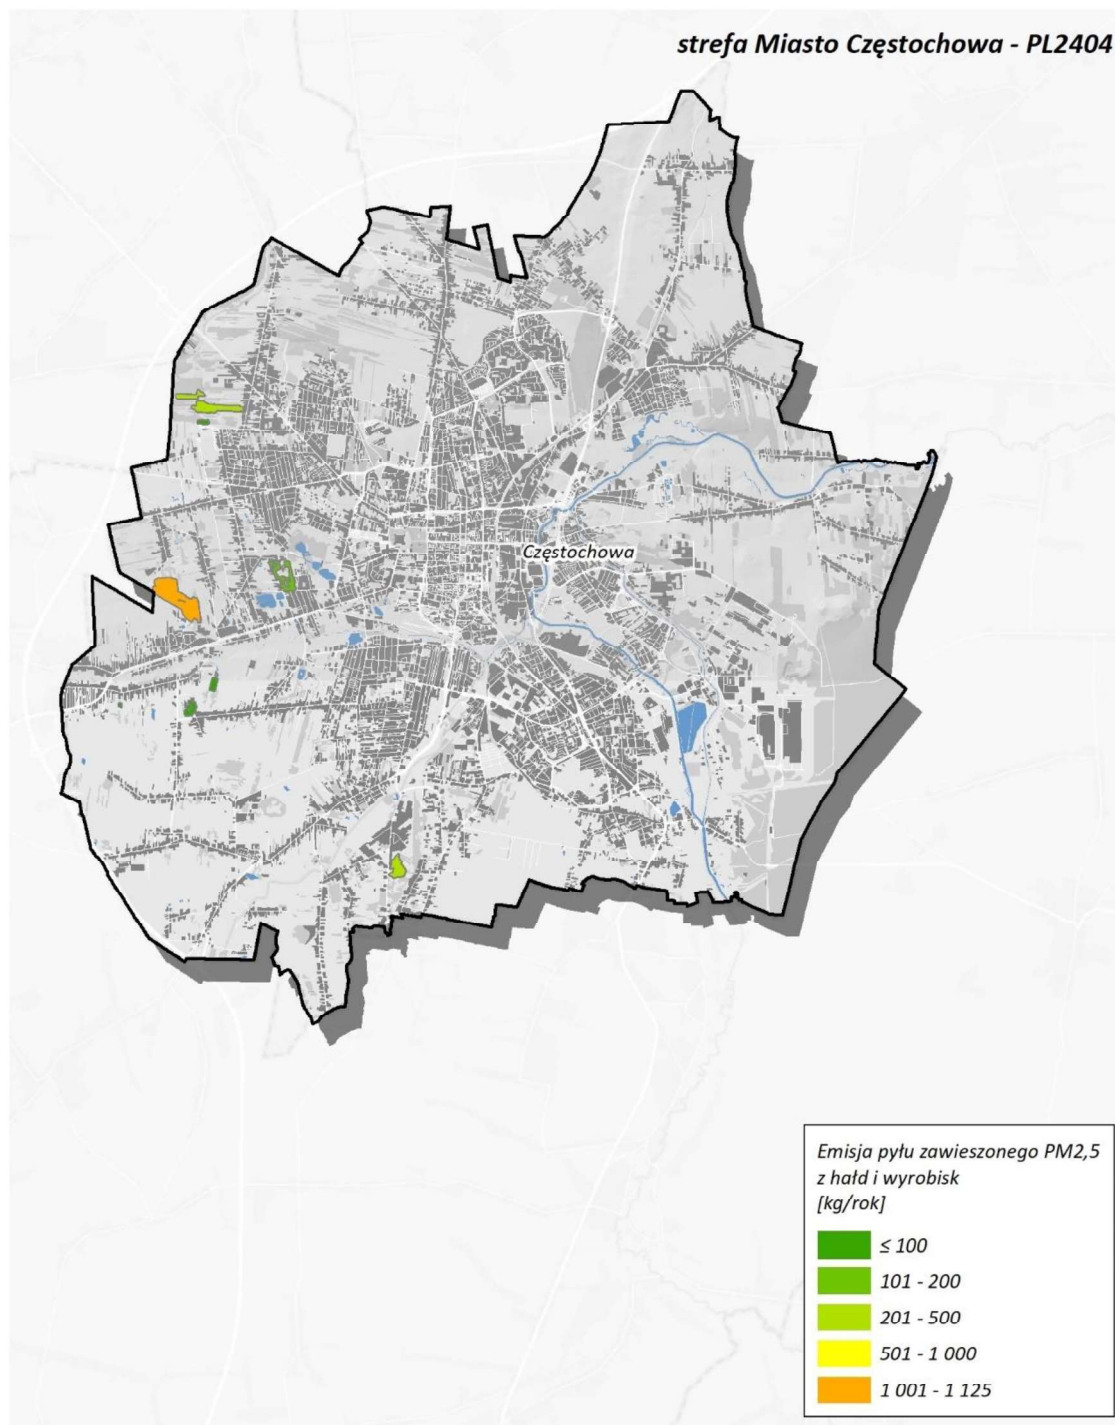 strefa Miasto Częstochowa - PL2404
Częstochowa
Emisja pyłu zawieszonego PM2,5
z hałd i wyrobisk
[kg/rok]
≤ 100
101 - 200
201 - 500
501 - 1 000
1 001 - 1 125